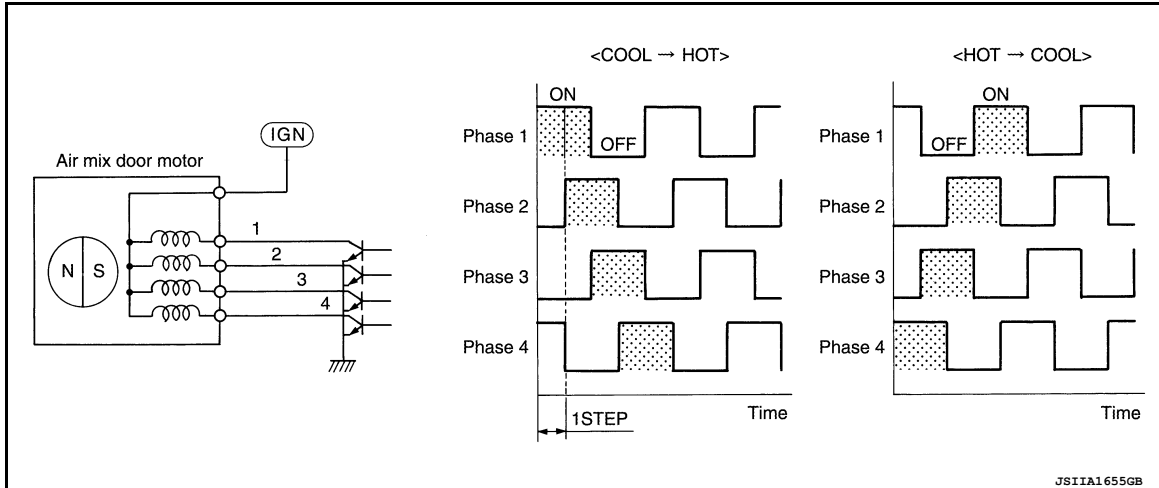 <COOL → HOT>
<HOT → COOL>
IGN
Air mix door motor
N S
1
2
3
4
ON
Phase 1
OFF
Phase 2
Phase 3
Phase 4
Time
1STEP
ON
Phase 1
OFF
Phase 2
Phase 3
Phase 4
Time
JSIIA1655GB